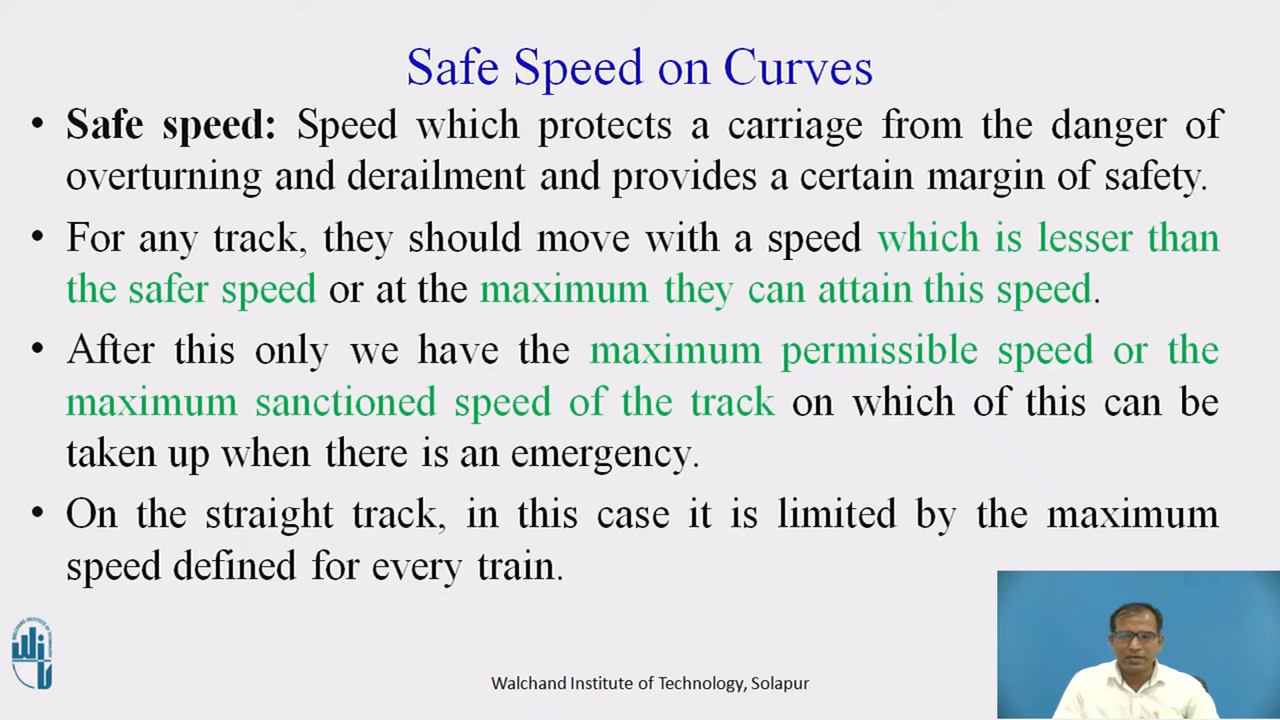 Safe Speed on Curves
• Safe speed: Speed which protects a carriage from the danger of
overturning and derailment and provides a certain margin of safety.
• For any track, they should move with a speed which is lesser than
the safer speed or at the maximum they can attain this speed.
• After this only we have the maximum permissible speed or the
maximum sanctioned speed of the track on which of this can be
taken up when there is an emergency.
• On the straight track, in this case it is limited by the maximum
speed defined for every train.
Walchand Institute of Technology, Solapur